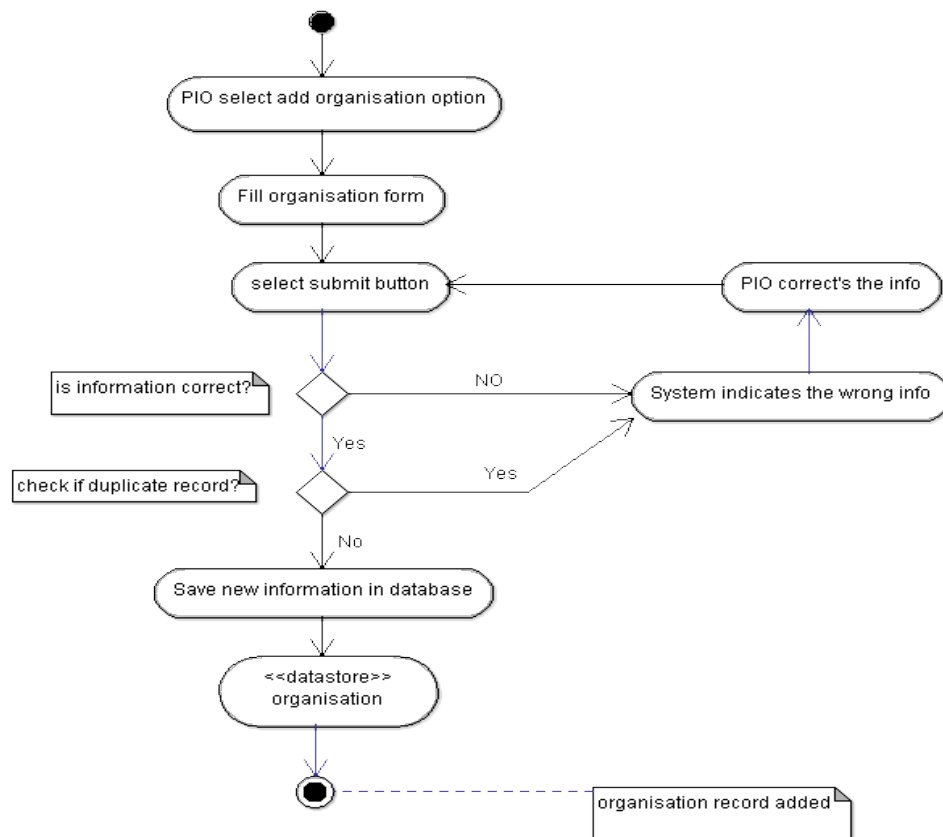 PIO select add organisation option
Fill organisation form
select submit button
PIO correct's the info
is information correct?
NO
System indicates the wrong info
Yes
check if duplicate record?
Yes
No
Save new information in database
<<datastore>>
organisation
organisation record added